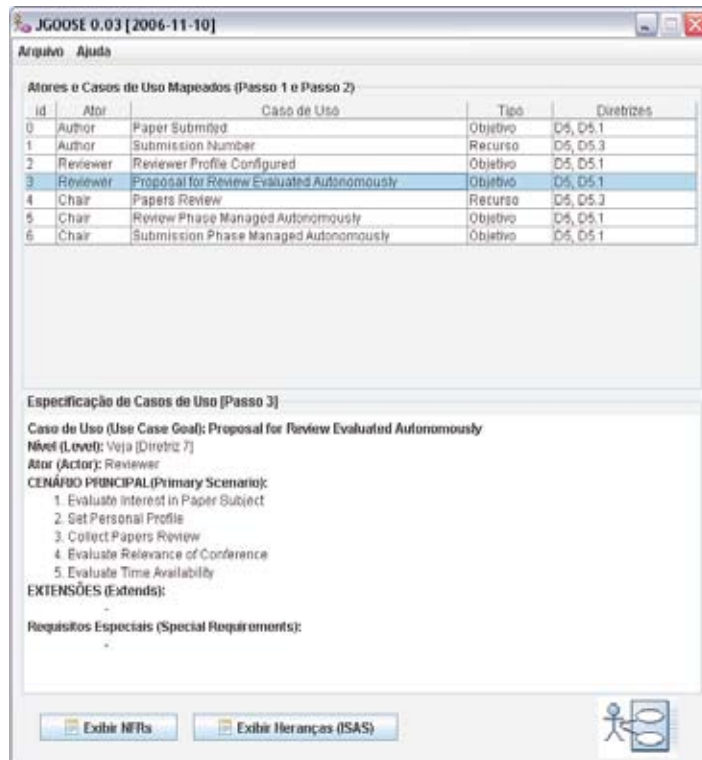 JGOOSE 0.03 [2006-11-10]
Arquivo Ajuda
Atores e Casos de Uso Mapeados (Passo 1 e Passo 2)
id Ator Caso de Uso Tipo Diretrizes
0 Author Paper Submited Objetivo D5, D5.1
1 Author Submission Number Recurso D5, D5.3
2 Reviewer Reviewer Profile Configured Objetivo D5, D5.1
3 Reviewer Proposal for Review Evaluated Autonomously Objetivo D5, D5.1
4 Chair Papers Review Recurso D5, D5.3
5 Chair Review Phase Managed Autonomously Objetivo D5, D5.1
6 Chair Submission Phase Managed Autonomously Objetivo D5, D5.1
Especificação de Casos de Uso [Passo 3]
Caso de Uso (Use Case Goal): Proposal for Review Evaluated Autonomously
Nível (Level): Veja [Diretriz 7]
Ator (Actor): Reviewer
CENÁRIO PRINCIPAL(Primary Scenario):
1. Evaluate Interest in Paper Subject
2. Set Personal Profile
3. Collect Papers Review
4. Evaluate Relevance of Conference
5. Evaluate Time Availability
EXTENSÕES (Extends):
-
Requisitos Especiais (Special Requirements):
-
Exibir NFRs Exibir Heranças (ISAS)